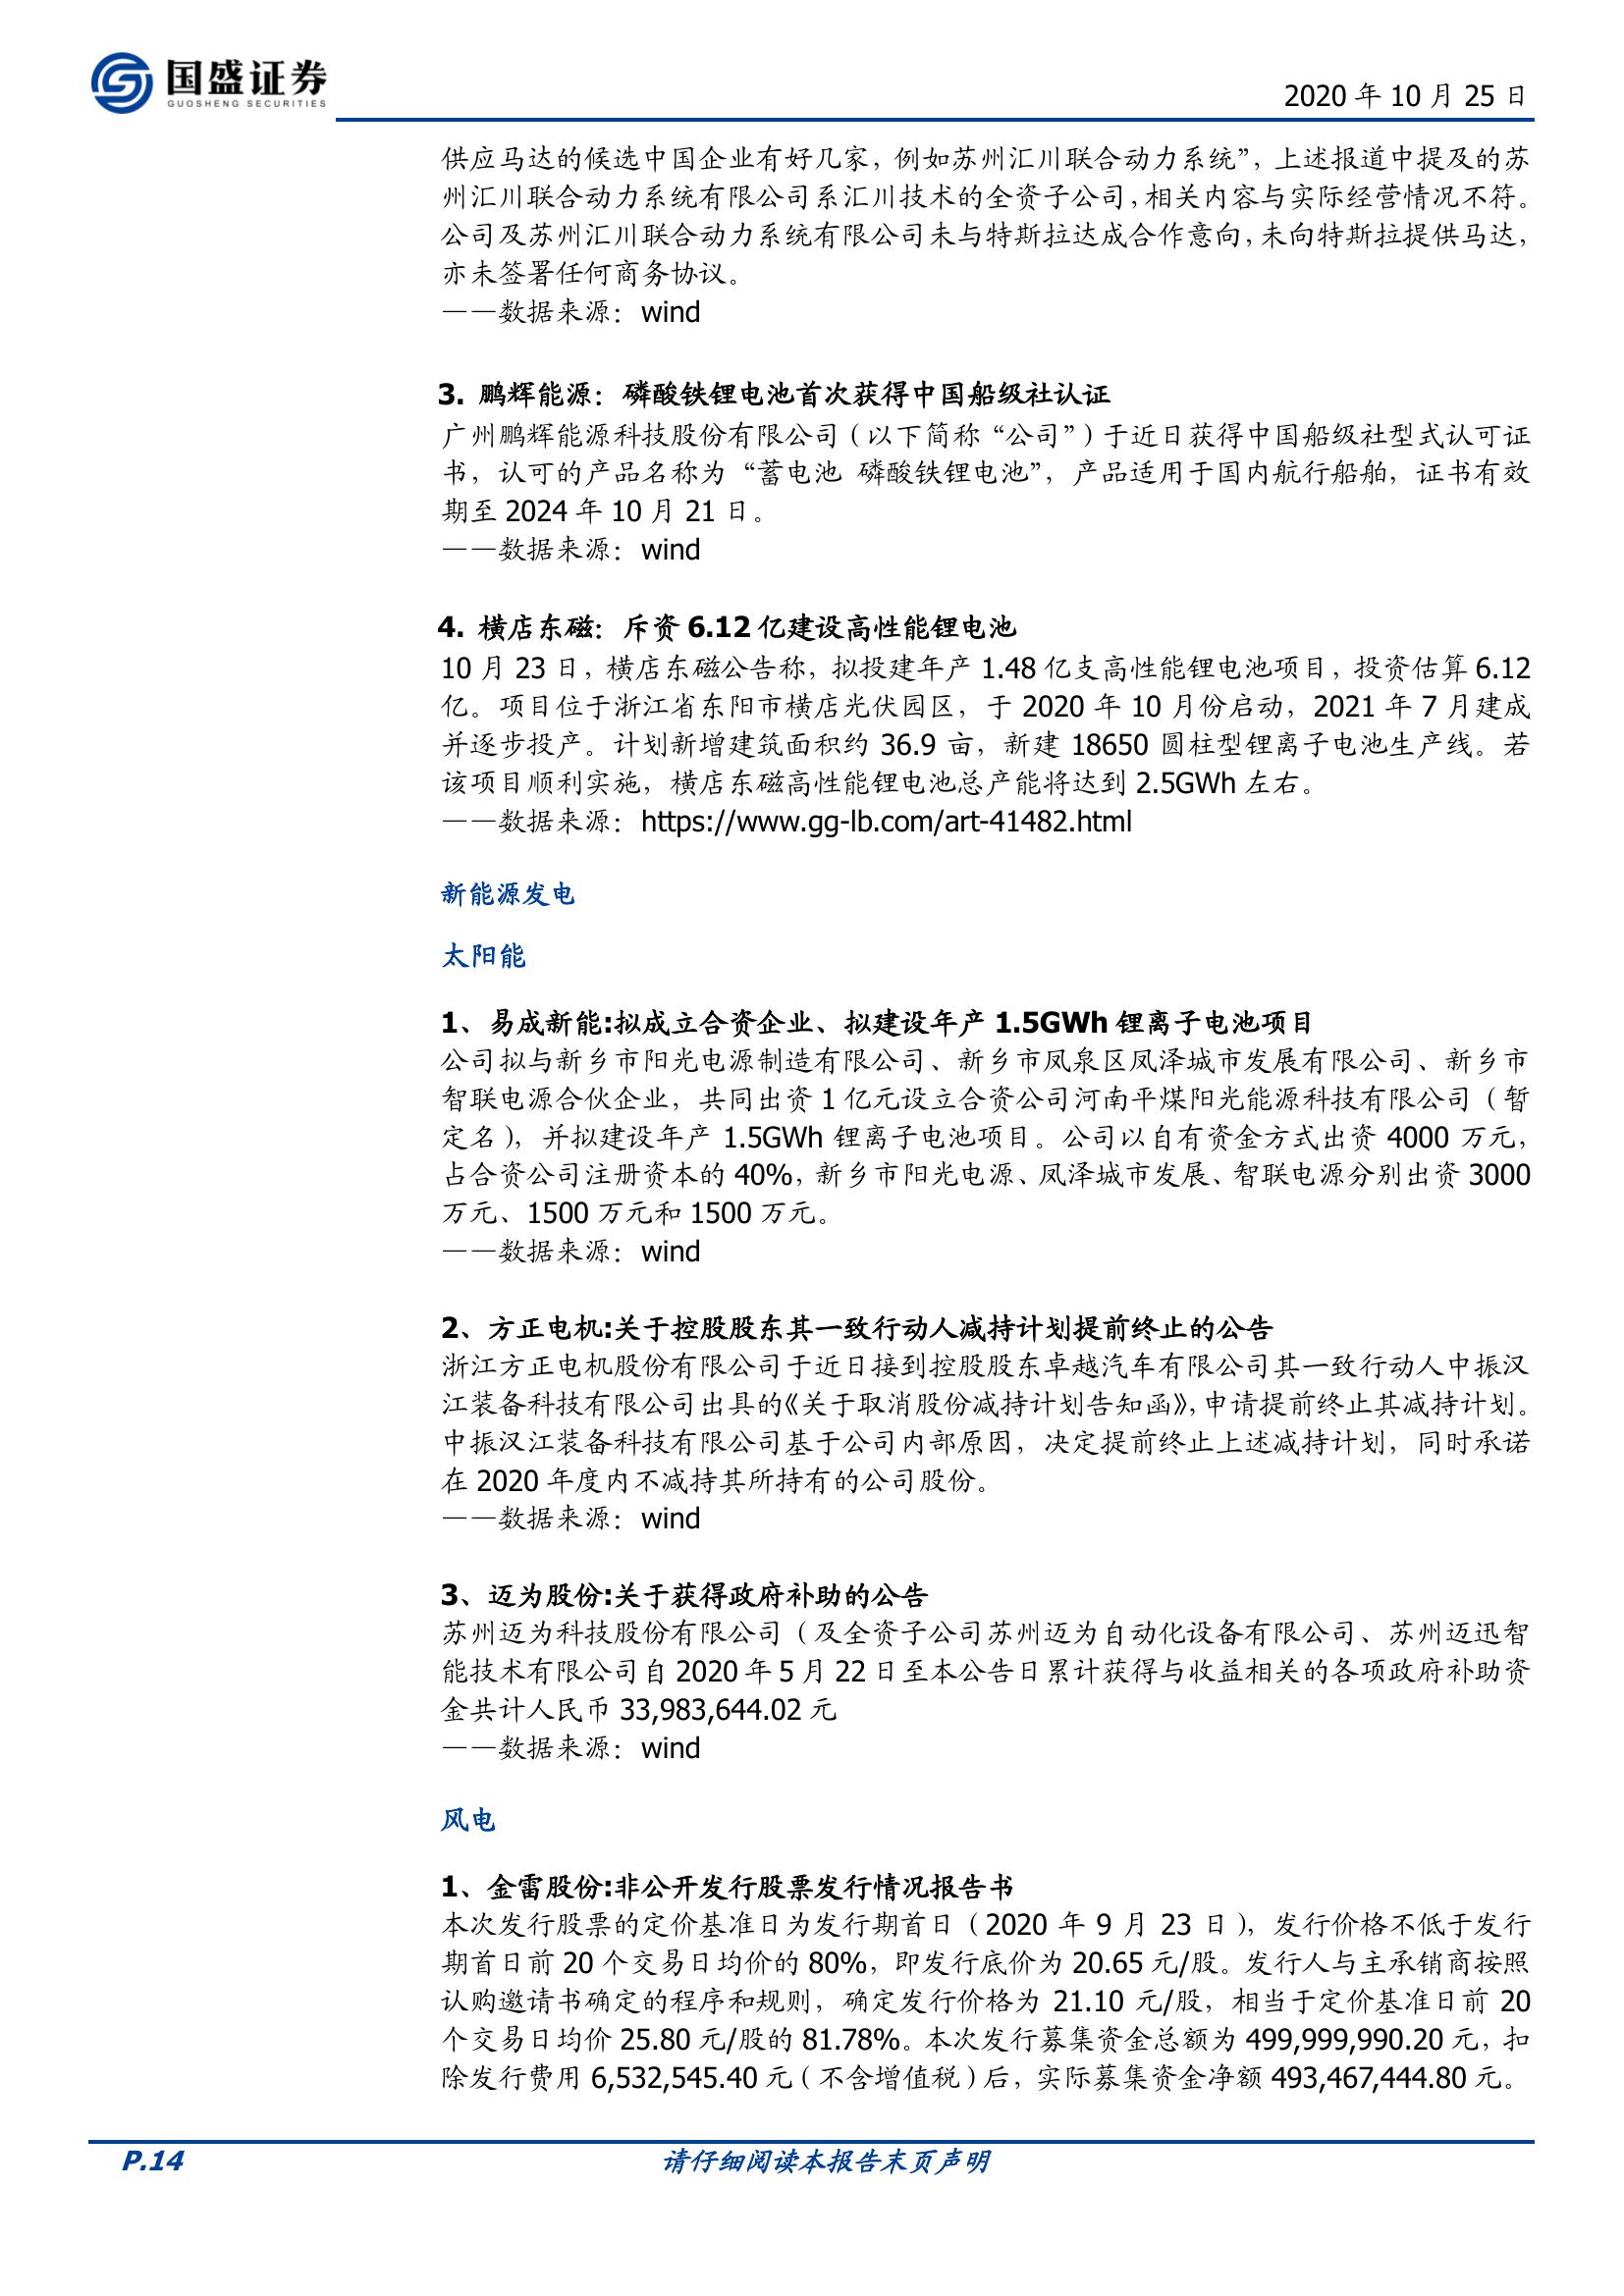 国盛证券
GUOSHENG SECURITIES
2020 年 10 月 25 日
供应马达的候选中国企业有好几家，例如苏州汇川联合动力系统”，上述报道中提及的苏
州汇川联合动力系统有限公司系汇川技术的全资子公司，相关内容与实际经营情况不符。
公司及苏州汇川联合动力系统有限公司未与特斯拉达成合作意向，未向特斯拉提供马达，
亦未签署任何商务协议。
——数据来源：wind
3. 鹏辉能源：磷酸铁锂电池首次获得中国船级社认证
广州鹏辉能源科技股份有限公司（以下简称“公司”）于近日获得中国船级社型式认可证
书，认可的产品名称为“蓄电池 磷酸铁锂电池”，产品适用于国内航行船舶，证书有效
期至 2024 年 10 月 21 日。
——数据来源：wind
4. 横店东磁：斥资 6.12 亿建设高性能锂电池
10 月 23 日，横店东磁公告称，拟投建年产 1.48 亿支高性能锂电池项目，投资估算 6.12
亿。项目位于浙江省东阳市横店光伏园区，于 2020 年 10 月份启动，2021 年 7 月建成
并逐步投产。计划新增建筑面积约 36.9 亩，新建 18650 圆柱型锂离子电池生产线。若
该项目顺利实施，横店东磁高性能锂电池总产能将达到 2.5GWh 左右。
——数据来源：https://www.gg-lb.com/art-41482.html
新能源发电
太阳能
1、易成新能:拟成立合资企业、拟建设年产 1.5GWh 锂离子电池项目
公司拟与新乡市阳光电源制造有限公司、新乡市凤泉区凤泽城市发展有限公司、新乡市
智联电源合伙企业，共同出资 1 亿元设立合资公司河南平煤阳光能源科技有限公司（暂
定名），并拟建设年产 1.5GWh 锂离子电池项目。公司以自有资金方式出资 4000 万元，
占合资公司注册资本的 40%，新乡市阳光电源、凤泽城市发展、智联电源分别出资 3000
万元、1500 万元和 1500 万元。
——数据来源：wind
2、方正电机:关于控股股东其一致行动人减持计划提前终止的公告
浙江方正电机股份有限公司于近日接到控股股东卓越汽车有限公司其一致行动人中振汉
江装备科技有限公司出具的《关于取消股份减持计划告知函》，申请提前终止其减持计划。
中振汉江装备科技有限公司基于公司内部原因，决定提前终止上述减持计划，同时承诺
在 2020 年度内不减持其所持有的公司股份。
——数据来源：wind
3、迈为股份:关于获得政府补助的公告
苏州迈为科技股份有限公司（及全资子公司苏州迈为自动化设备有限公司、苏州迈迅智
能技术有限公司自 2020 年 5 月 22 日至本公告日累计获得与收益相关的各项政府补助资
金共计人民币 33,983,644.02 元
——数据来源：wind
风电
1、金雷股份:非公开发行股票发行情况报告书
本次发行股票的定价基准日为发行期首日（2020 年 9 月 23 日），发行价格不低于发行
期首日前 20 个交易日均价的 80%，即发行底价为 20.65 元/股。发行人与主承销商按照
认购邀请书确定的程序和规则，确定发行价格为 21.10 元/股，相当于定价基准日前 20
个交易日均价 25.80 元/股的 81.78%。本次发行募集资金总额为 499,999,990.20 元，扣
除发行费用 6,532,545.40 元（不含增值税）后，实际募集资金净额 493,467,444.80 元。
P.14
请仔细阅读本报告末页声明